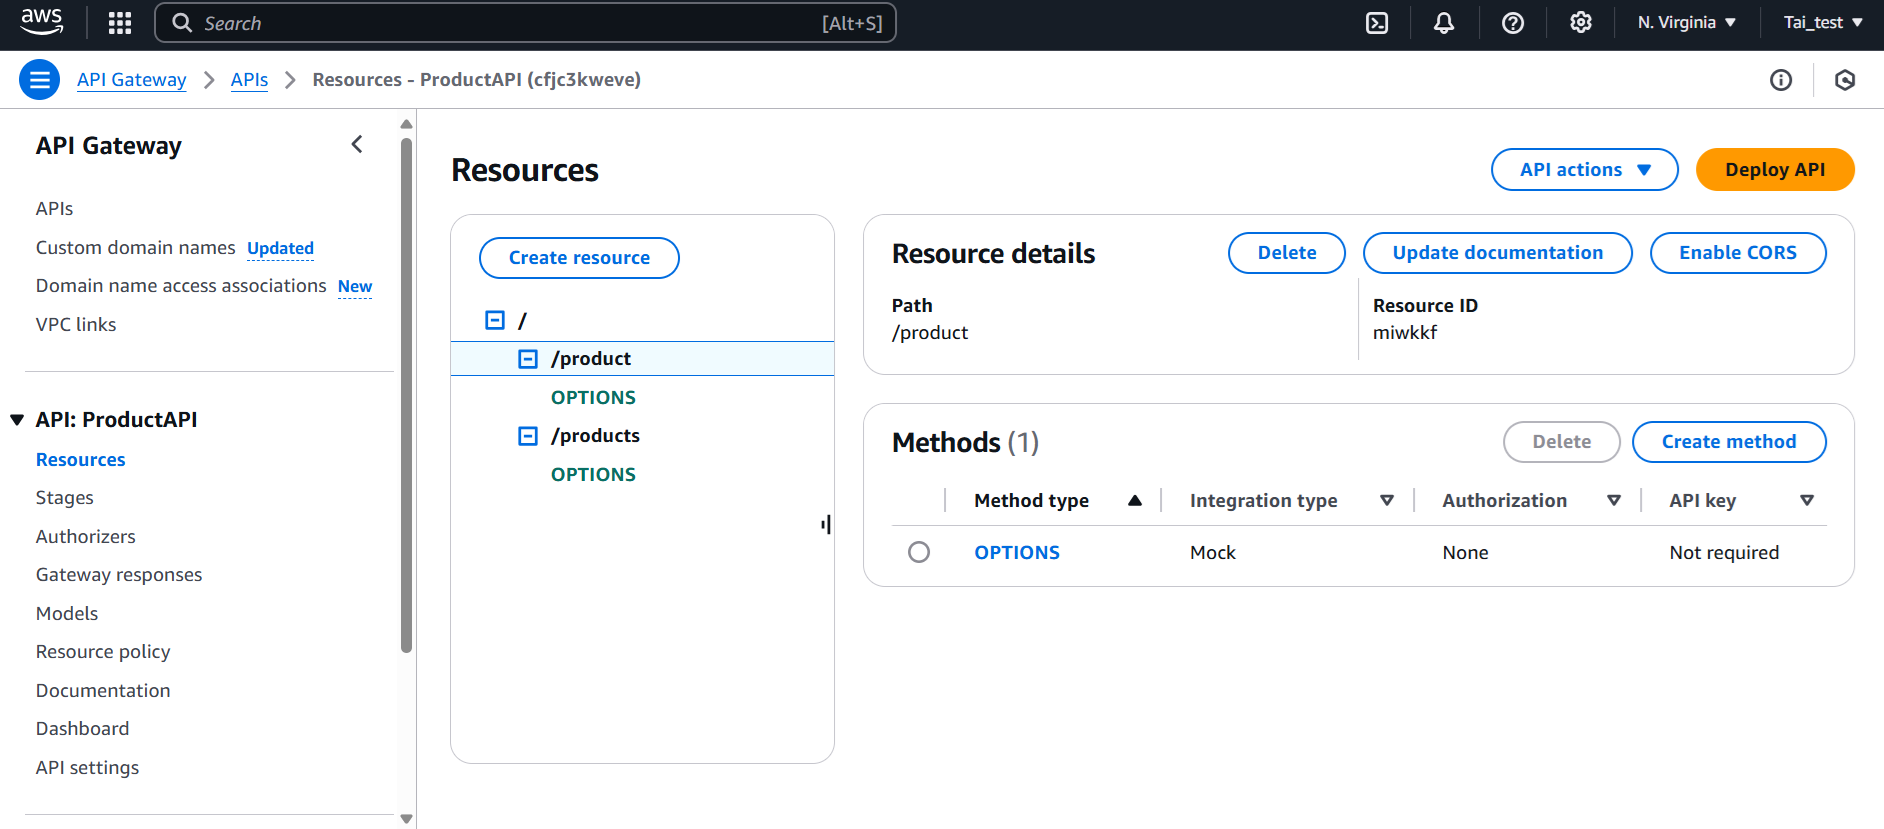 aws
Search [Alt+S]
N. Virginia
Tai_test
API Gateway
APIs
Resources - ProductAPI (cfjc3kweve)
API Gateway
APIs
Custom domain names Updated
Domain name access associations New
VPC links
API: ProductAPI
Resources
Stages
Authorizers
Gateway responses
Models
Resource policy
Documentation
Dashboard
API settings
Resources
API actions
Deploy API
Create resource
/
/product
OPTIONS
/products
OPTIONS
Resource details
Delete
Update documentation
Enable CORS
Path
/product
Resource ID
miwkkf
Methods (1)
Delete
Create method
Method type
Integration type
Authorization
API key
OPTIONS
Mock
None
Not required